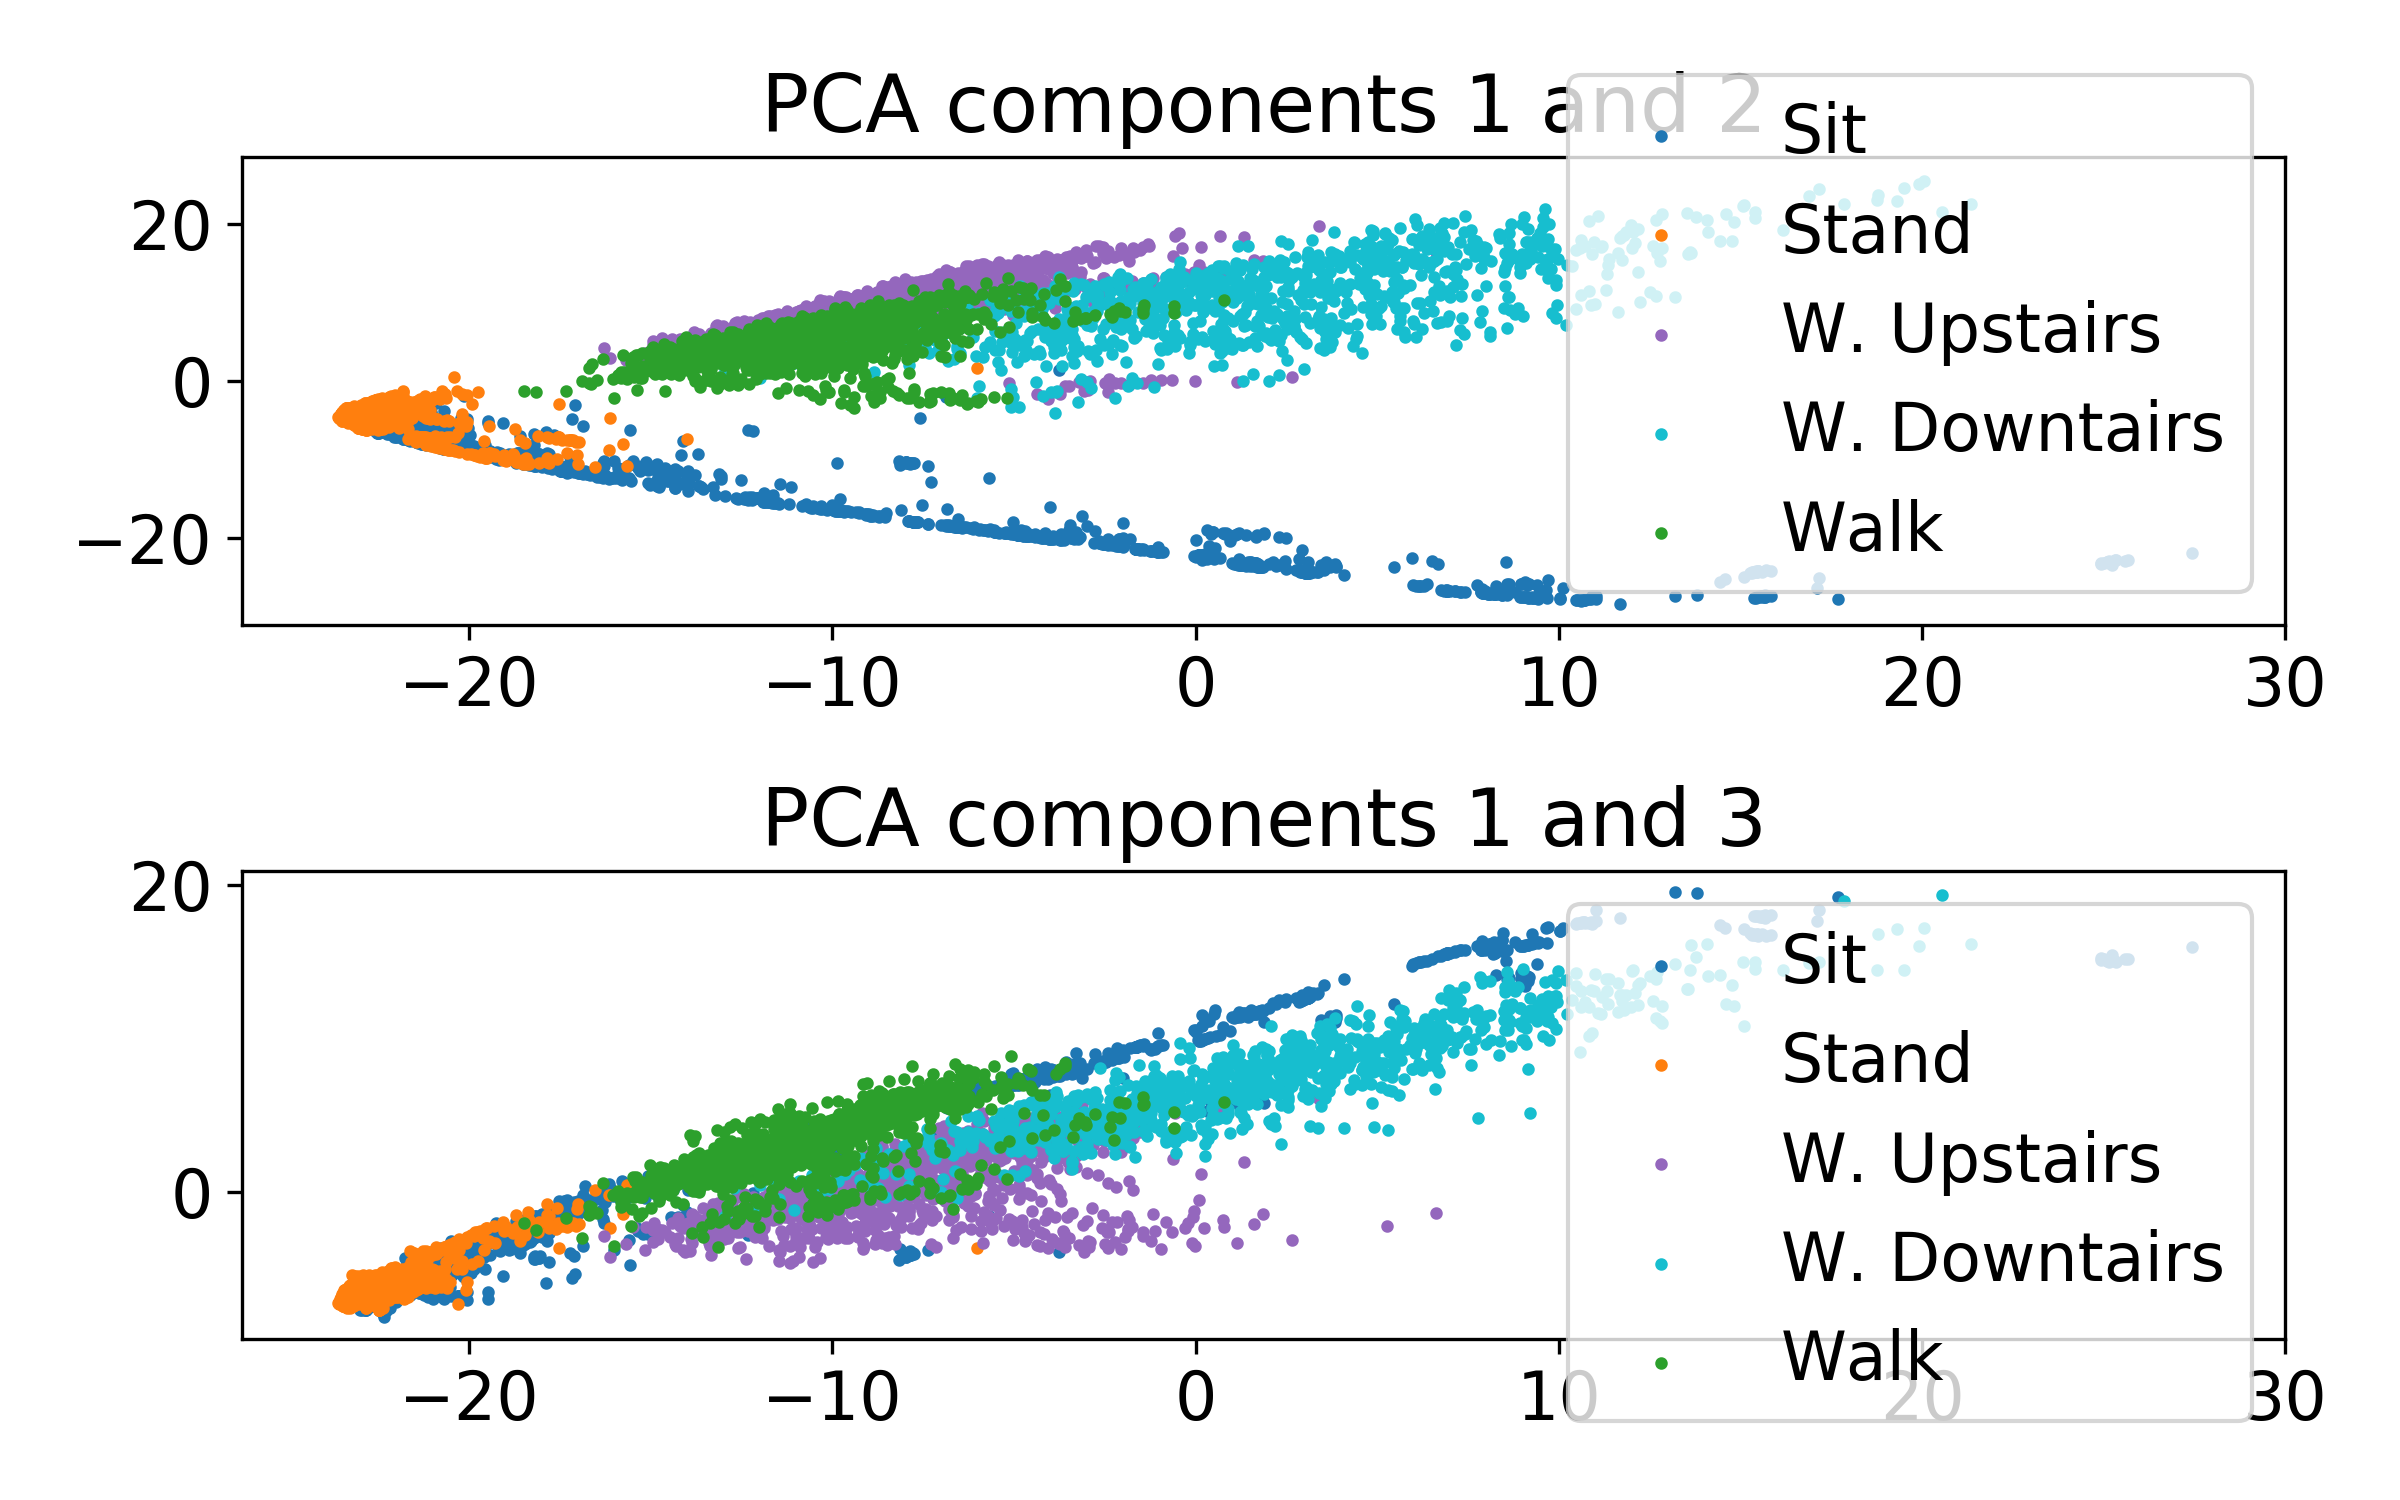 PCA components 1 and 2
Sit
Stand
W. Upstairs
W. Downtairs
Walk
20
0
−20
−20 −10 0 10 20 30
PCA components 1 and 3
20
0
Sit
Stand
W. Upstairs
W. Downtairs
Walk
−20 −10 0 10 20 30